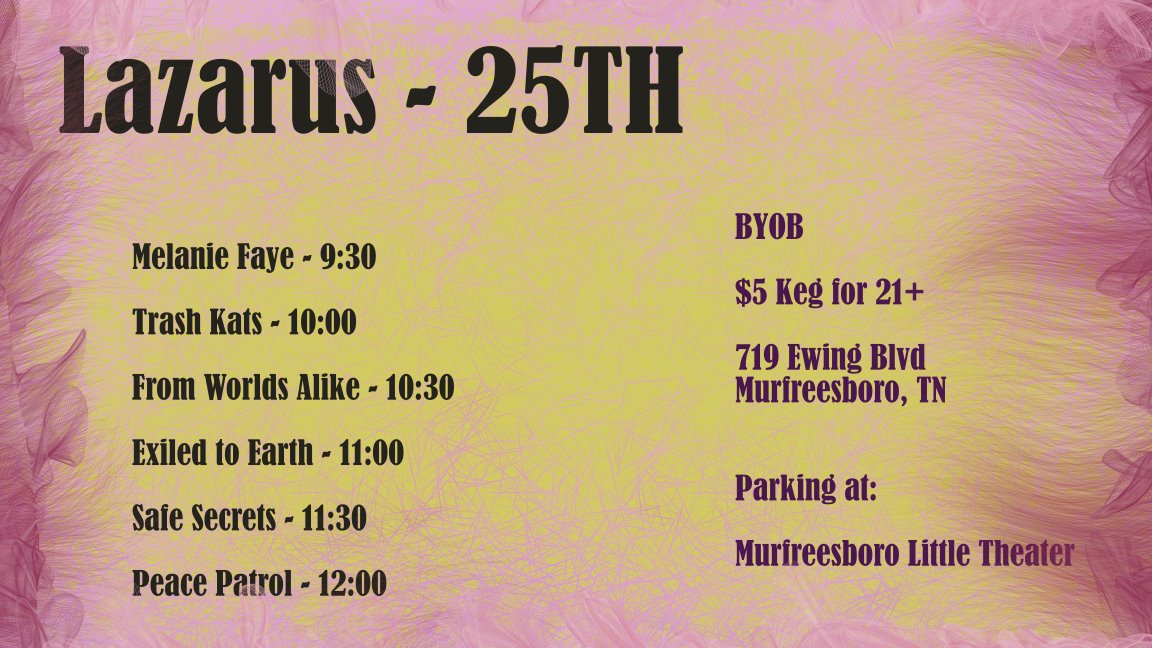 Lazarus - 25TH
Melanie Faye - 9:30
Trash Kats - 10:00
From Worlds Alike - 10:30
Exiled to Earth - 11:00
Safe Secrets - 11:30
Peace Patrol - 12:00
BYOB
$5 Keg for 21+
719 Ewing Blvd
Murfreesboro, TN
Parking at:
Murfreesboro Little Theater